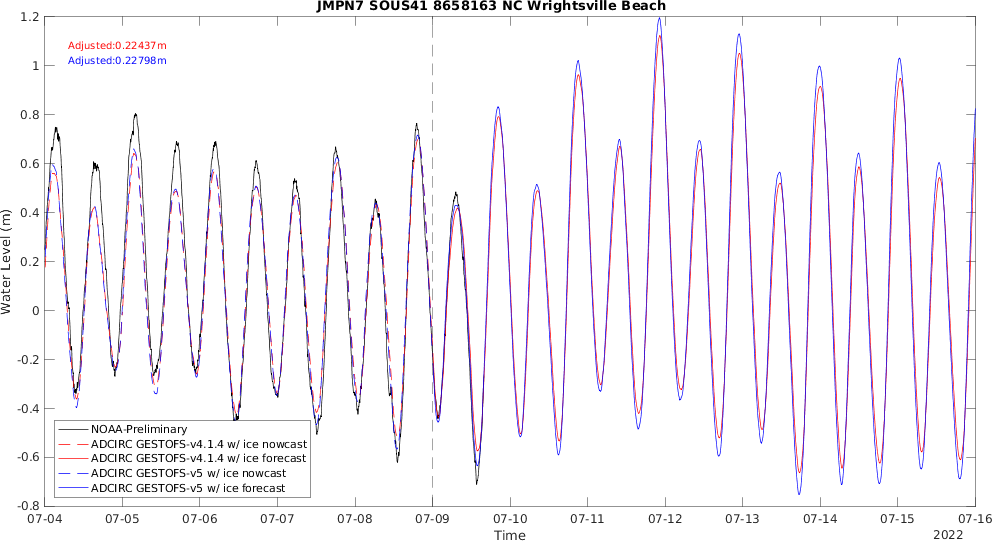 JMPN7 SOUS41 8658163 NC Wrightsville Beach
Adjusted:0.22437m
Adjusted:0.22798m
1.2
1
0.8
0.6
0.4
0.2
0
-0.2
-0.4
-0.6
-0.8
Water Level (m)
NOAA-Preliminary
ADCIRC GESTOFS-v4.1.4 w/ ice nowcast
ADCIRC GESTOFS-v4.1.4 w/ ice forecast
ADCIRC GESTOFS-v5 w/ ice nowcast
ADCIRC GESTOFS-v5 w/ ice forecast
07-04 07-05 07-06 07-07 07-08 07-09 07-10 07-11 07-12 07-13 07-14 07-15 07-16
Time
2022